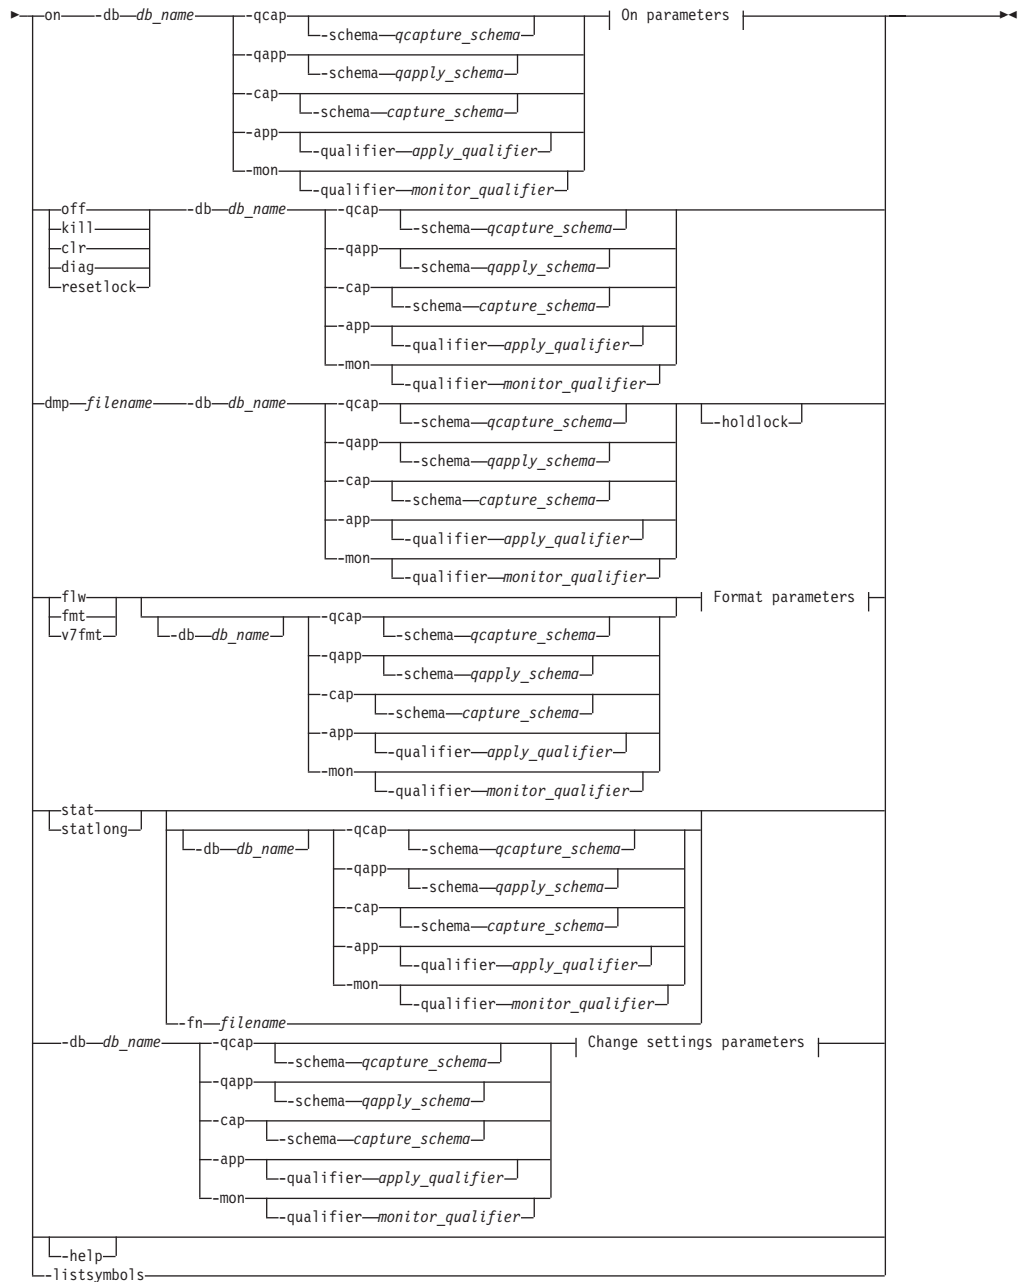 on -db db_name -qcap On parameters
-schema qcapture_schema
-qapp
-schema qapply_schema
-cap
-schema capture_schema
-app
-qualifier apply_qualifier
-mon
-qualifier monitor_qualifier
off -db db_name -qcap
kill -schema qcapture_schema
clr -qapp
diag -schema qapply_schema
resetlock -cap
-schema capture_schema
-app
-qualifier apply_qualifier
-mon
-qualifier monitor_qualifier
dmp filename -db db_name -qcap
-schema qcapture_schema -holdlock
-qapp
-schema qapply_schema
-cap
-schema capture_schema
-app
-qualifier apply_qualifier
-mon
-qualifier monitor_qualifier
flw Format parameters
fmt -qcap
v7fmt -db db_name -schema qcapture_schema
-qapp
-schema qapply_schema
-cap
-schema capture_schema
-app
-qualifier apply_qualifier
-mon
-qualifier monitor_qualifier
stat
statlong -qcap
-db db_name -schema qcapture_schema
-qapp
-schema qapply_schema
-cap
-schema capture_schema
-app
-qualifier apply_qualifier
-mon
-qualifier monitor_qualifier
-fn filename
-db db_name -qcap Change settings parameters
-schema qcapture_schema
-qapp
-schema qapply_schema
-cap
-schema capture_schema
-app
-qualifier apply_qualifier
-mon
-qualifier monitor_qualifier
-help
-listsymbols